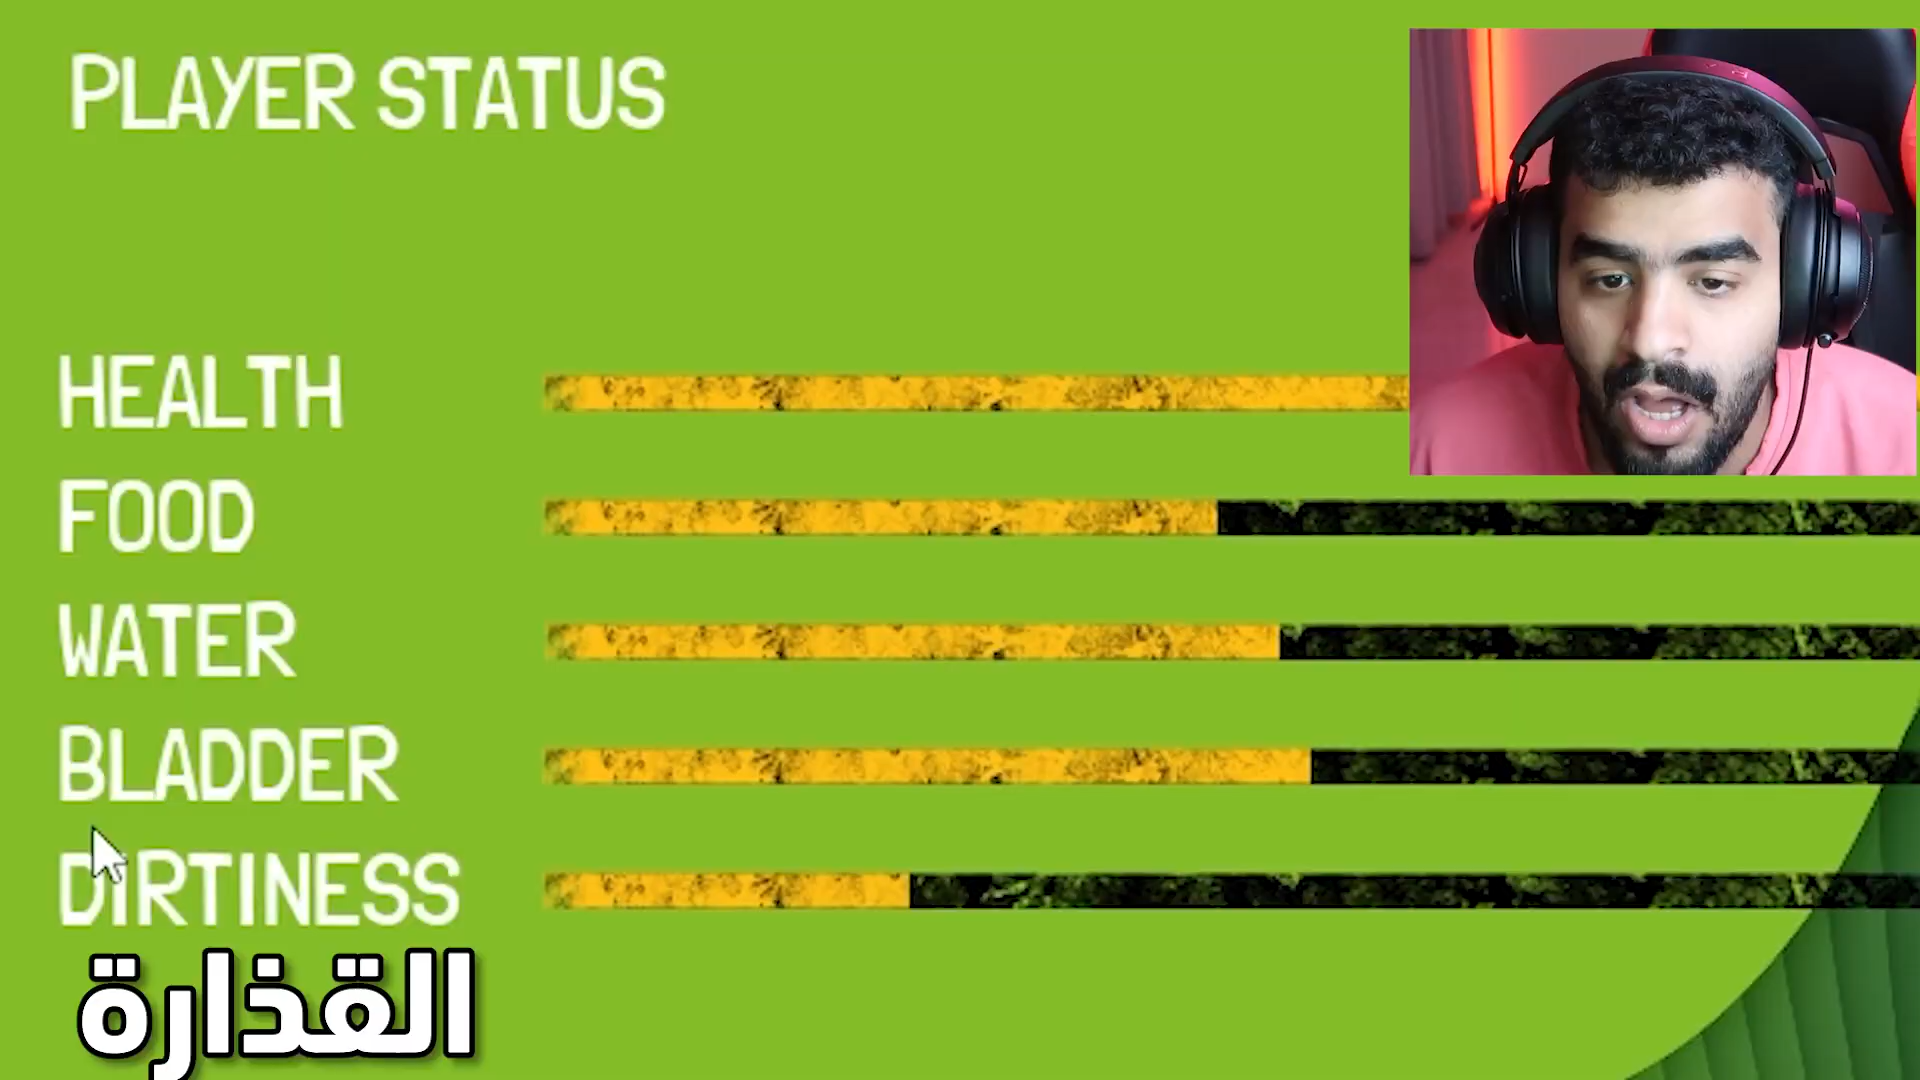 PLAYER STATUS
HEALTH
FOOD
WATER
BLADDER
DIRTINESS
القذارة